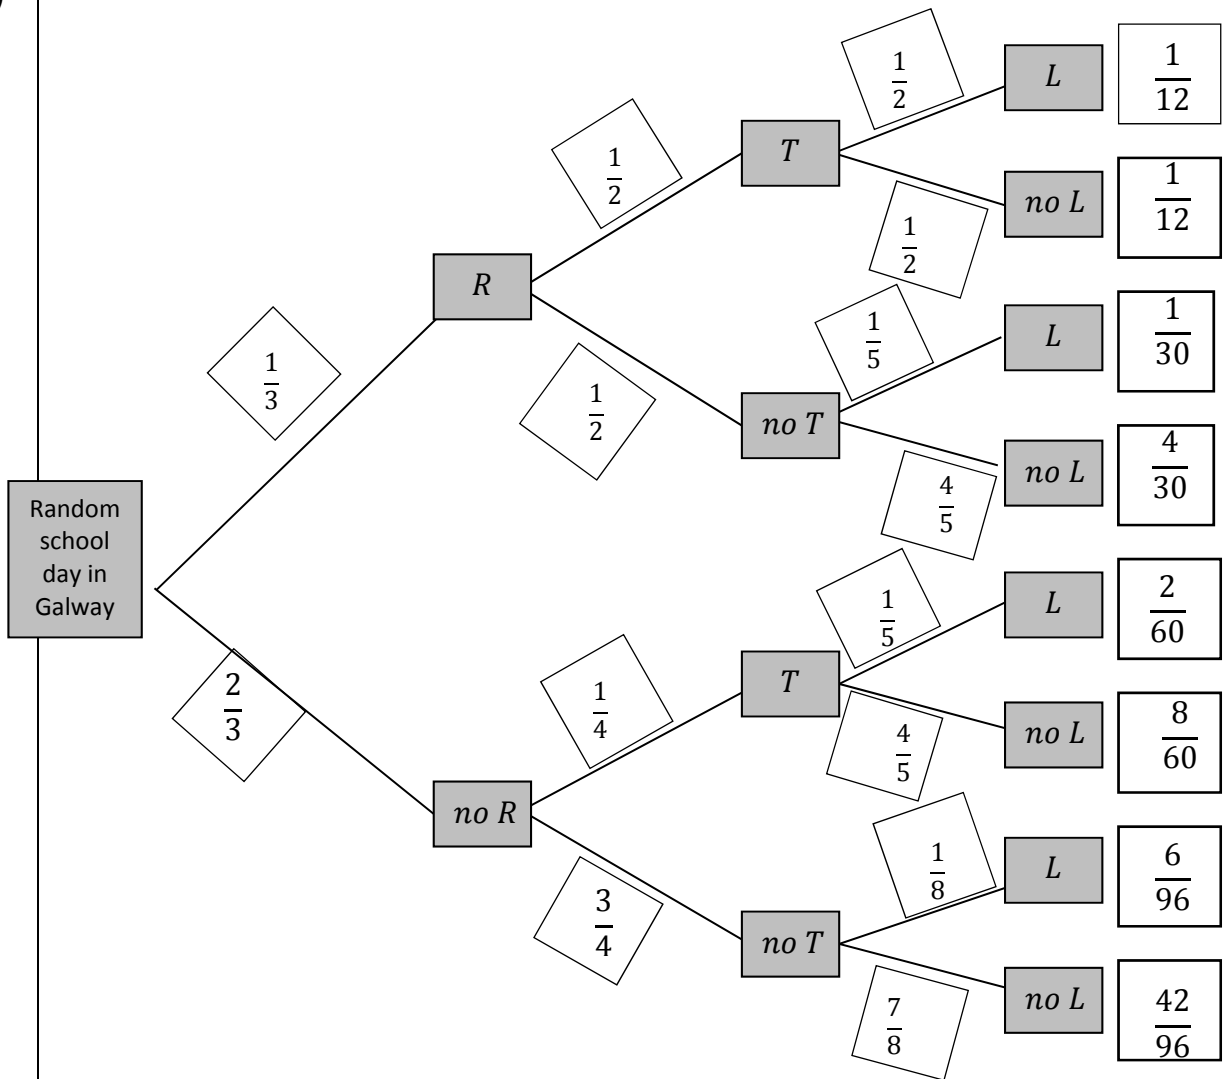 )
1/2
L
1/12
1/2
T
1/2
no L
1/12
R
1/3
1/2
1/5
L
1/30
no T
4/5
no L
4/30
Random
school
day in
Galway
2/3
1/4
1/5
L
2/60
T
4/5
no L
8/60
no R
3/4
1/8
L
6/96
no T
7/8
no L
42/96